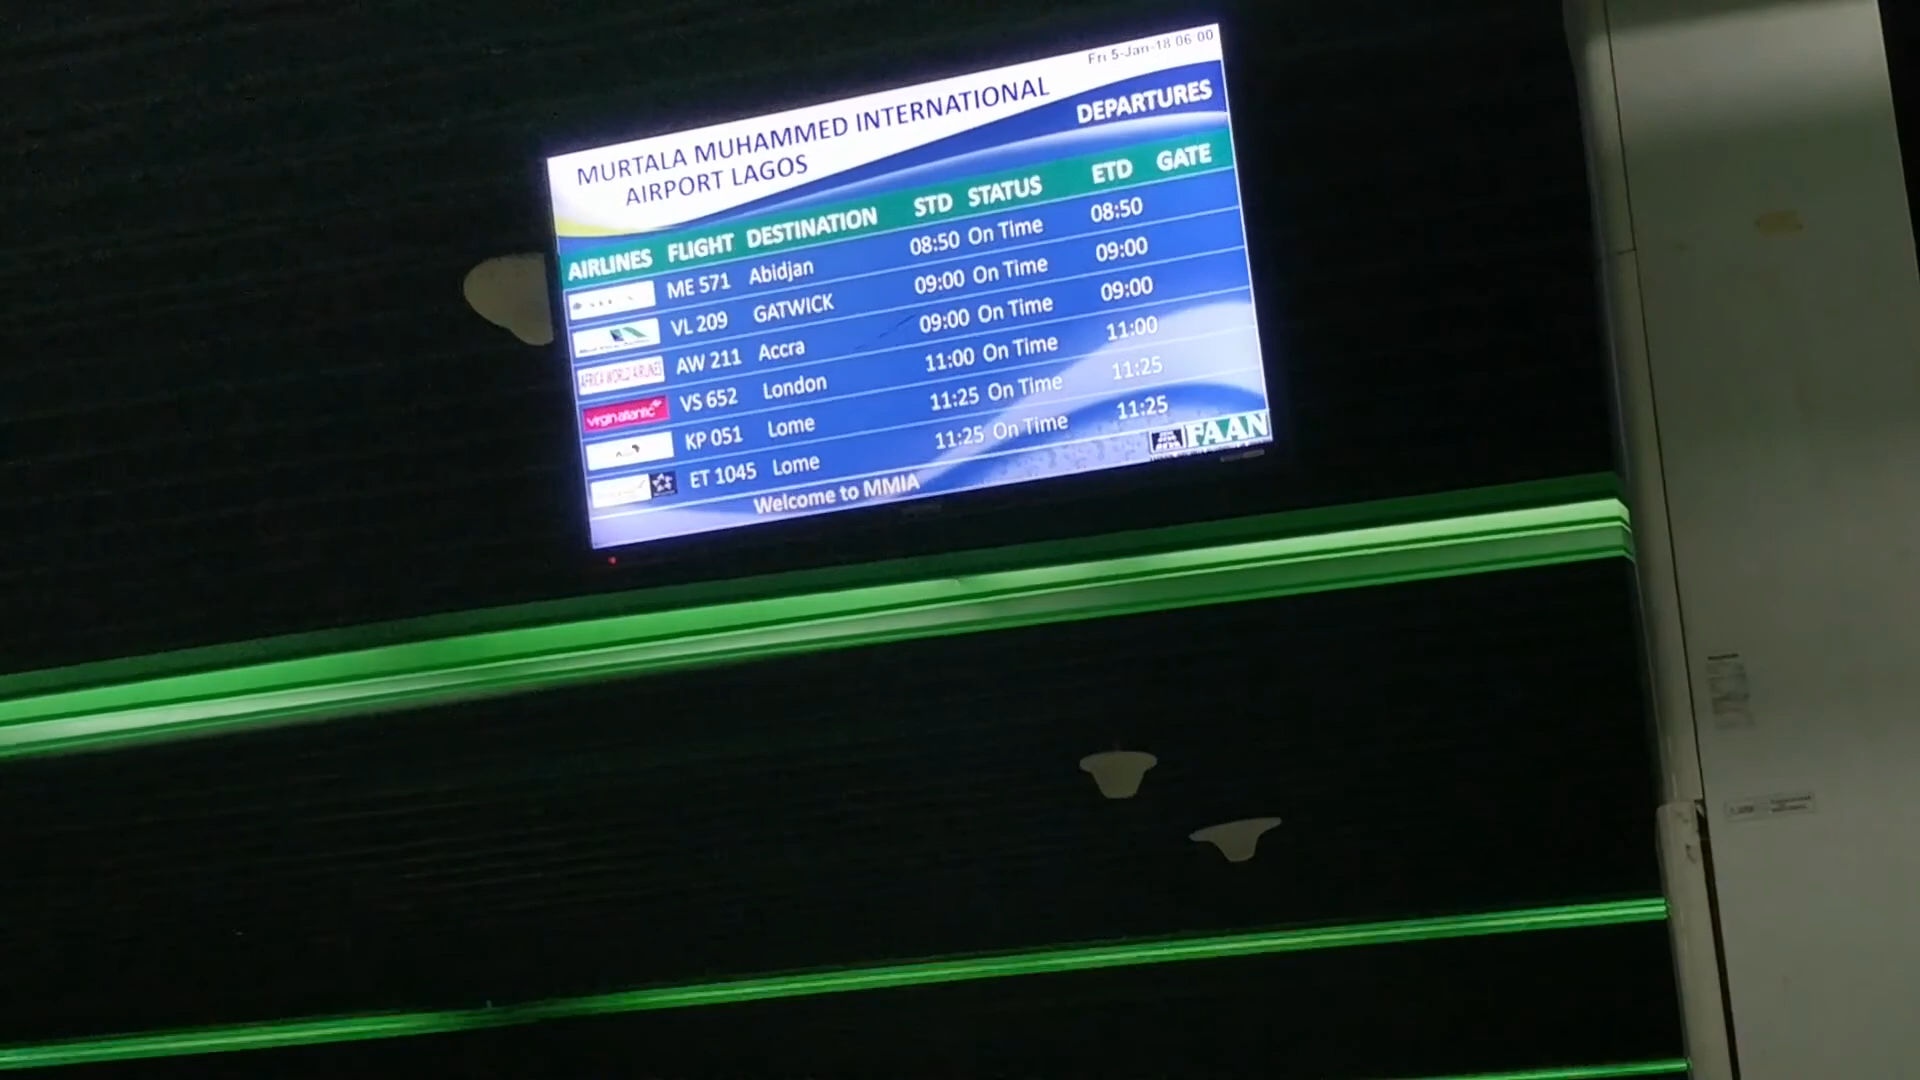 Fri 5-Jan-18 06:00
MURTALA MUHAMMED INTERNATIONAL
AIRPORT LAGOS
DEPARTURES
AIRLINES FLIGHT DESTINATION STD STATUS ETD GATE
ME 571 Abidjan 08:50 On Time 08:50
VL 209 GATWICK 09:00 On Time 09:00
AFRICA WORLD AIRLINES AW 211 Accra 09:00 On Time 09:00
virgin atlantic VS 652 London 11:00 On Time 11:00
KP 051 Lome 11:25 On Time 11:25
ET 1045 Lome 11:25 On Time 11:25
Welcome to MMIA
FAAN